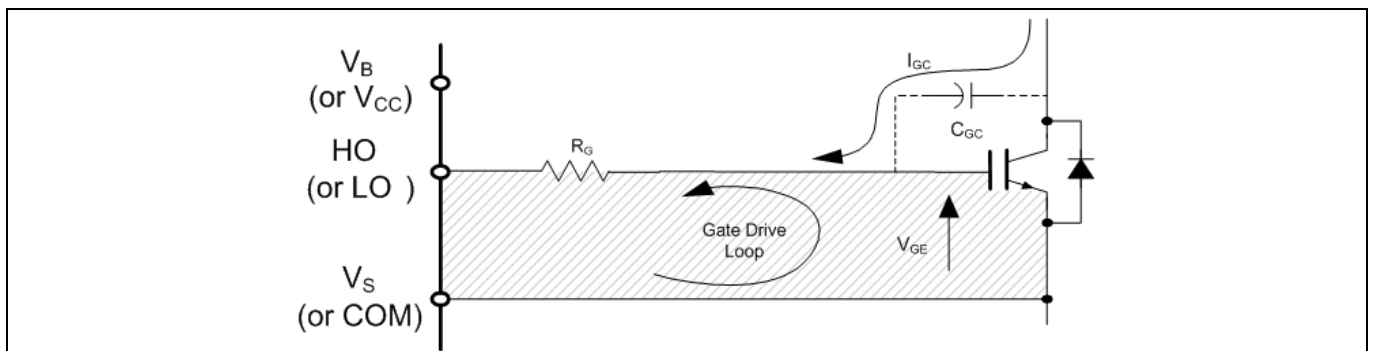 V_B
(or V_CC)
HO
(or LO )
V_S
(or COM)
R_G
I_GC
C_GC
Gate Drive
Loop
V_GE